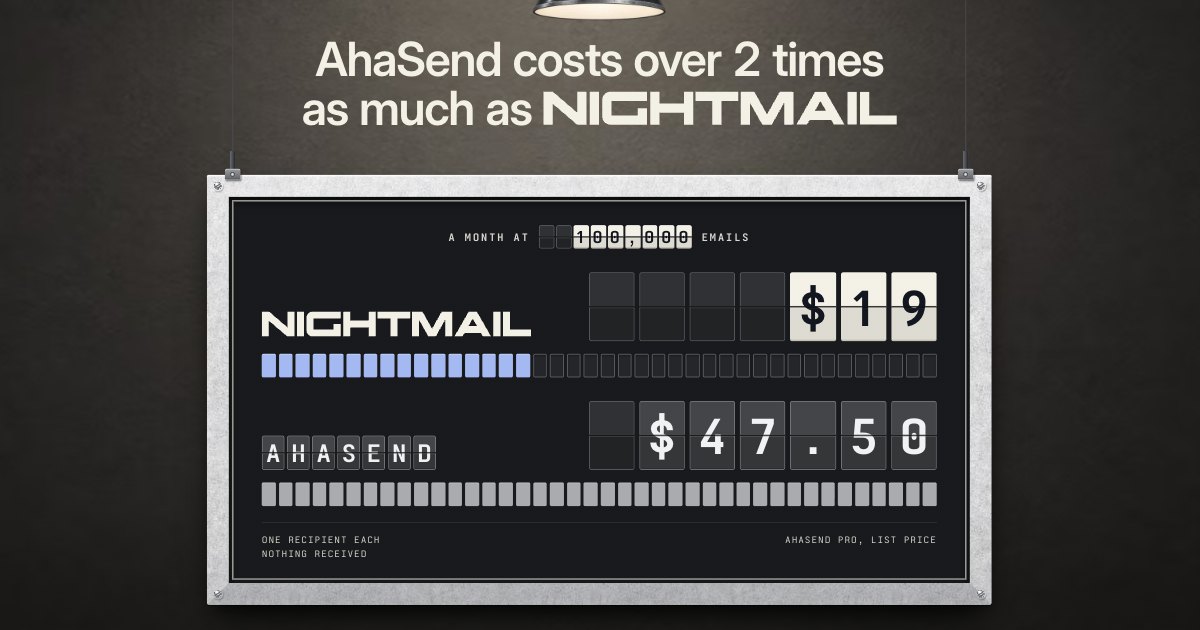 AhaSend costs over 2 times
as much as NIGHTMAIL
A MONTH AT 100,000 EMAILS
NIGHTMAIL $19
AHASEND $47.50
ONE RECIPIENT EACH
NOTHING RECEIVED
AHASEND PRO, LIST PRICE